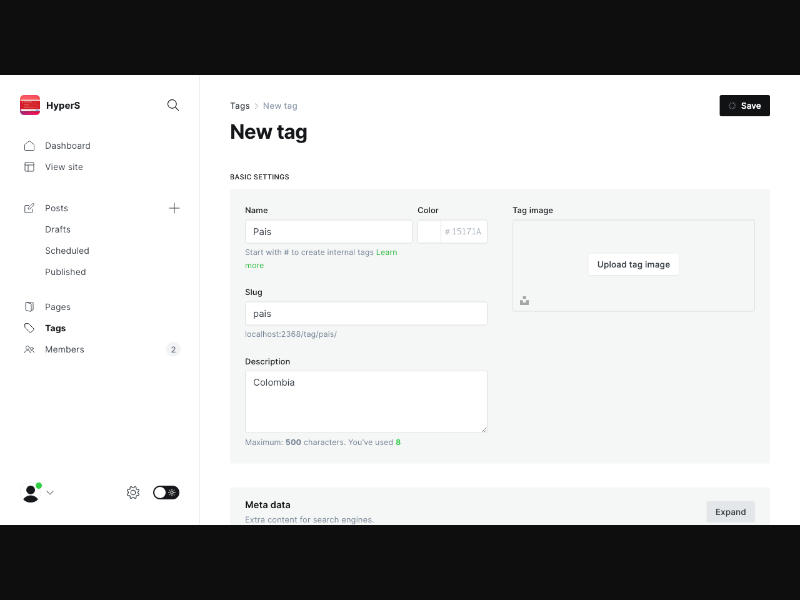 HyperS
Dashboard
View site
Posts
Drafts
Scheduled
Published
Pages
Tags
Members 2
Tags New tag
Save
New tag
BASIC SETTINGS
Name
Pais
Color
# 15171A
Start with # to create internal tags Learn
more
Slug
pais
localhost:2368/tag/pais/
Description
Colombia
Maximum: 500 characters. You've used 8
Tag image
Upload tag image
Meta data
Extra content for search engines.
Expand